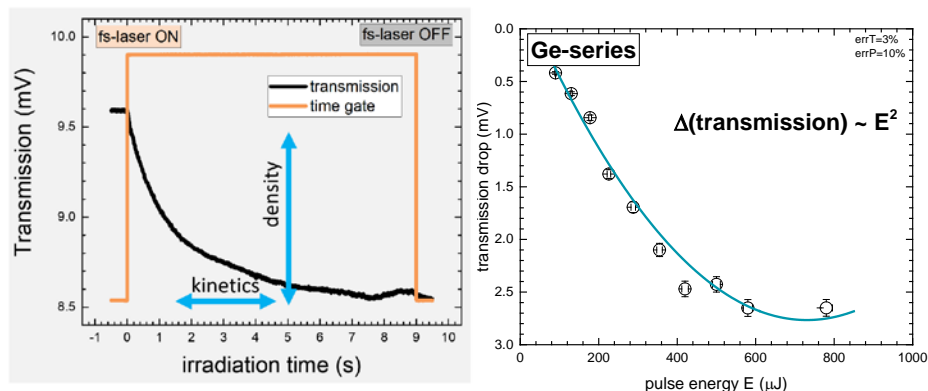 fs-laser ON
fs-laser OFF
transmission
time gate
density
kinetics
Transmission (mV)
10.0
9.5
9.0
8.5
-1 0 1 2 3 4 5 6 7 8 9 10
irradiation time (s)
Ge-series
errT=3%
errP=10%
Δ(transmission) ~ E²
transmission drop (mV)
0.0
0.5
1.0
1.5
2.0
2.5
3.0
0 200 400 600 800 1000
pulse energy E (μJ)